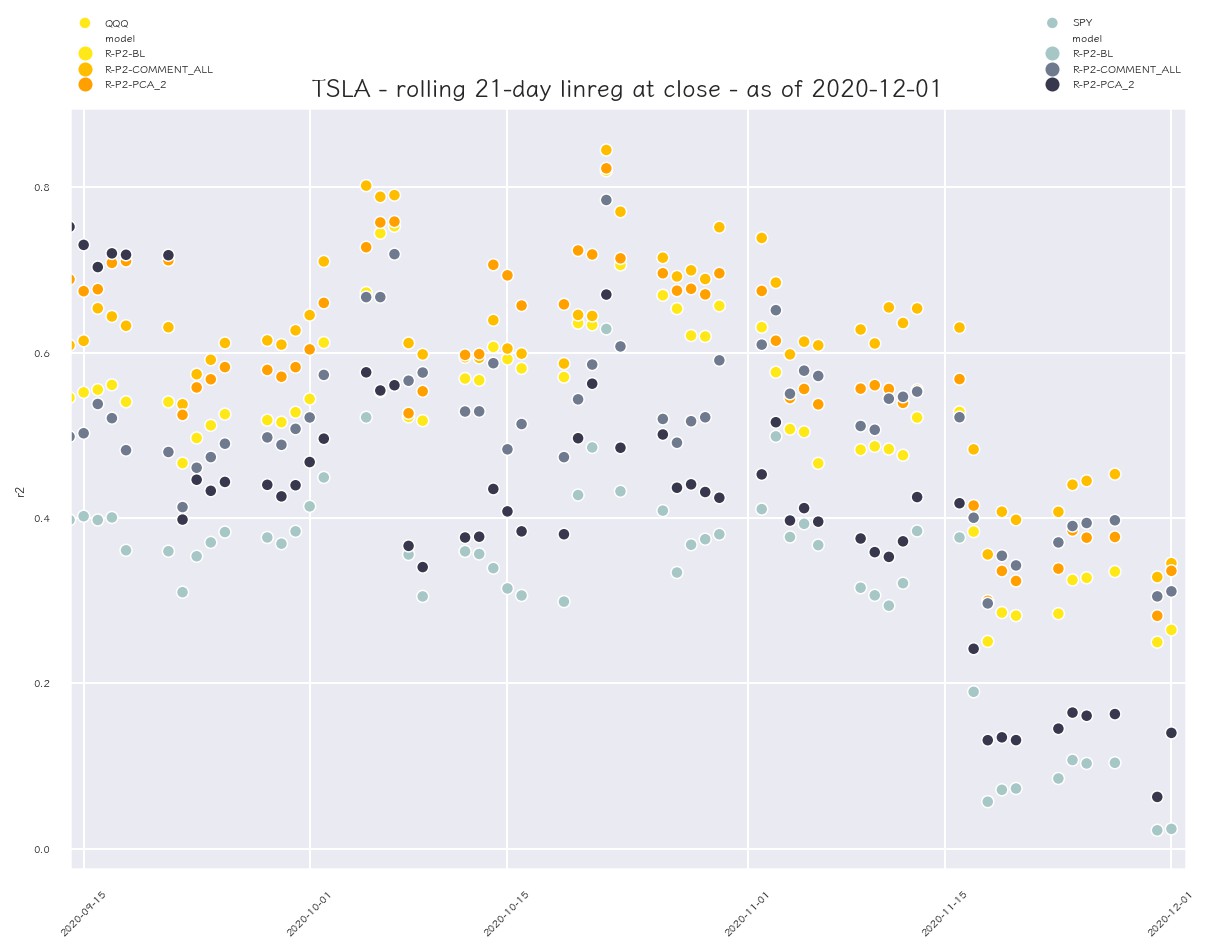 QQQ
model
R-P2-BL
R-P2-COMMENT_ALL
R-P2-PCA_2
SPY
model
R-P2-BL
R-P2-COMMENT_ALL
R-P2-PCA_2
TSLA - rolling 21-day linreg at close - as of 2020-12-01
r2
0.8
0.6
0.4
0.2
0.0
2020-09-15
2020-10-01
2020-10-15
2020-11-01
2020-11-15
2020-12-01